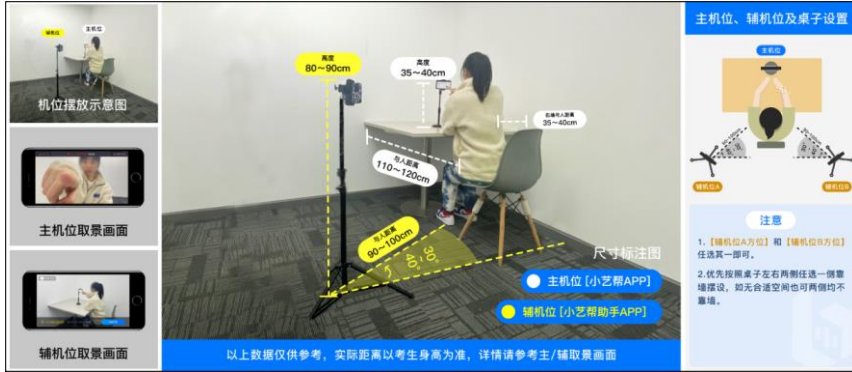 辅机位
主机位
机位摆放示意图
主机位取景画面
辅机位取景画面
高度
80～90cm
高度
35～40cm
右墙与人距离
35～40cm
与人距离
110～120cm
与人距离
90～100cm
30°
40°
尺寸标注图
主机位 [小艺帮APP]
辅机位 [小艺帮助手APP]
以上数据仅供参考，实际距离以考生身高为准，详情请参考主/辅取景画面
主机位、辅机位及桌子设置
主机位
辅机位A
辅机位B
注意
1.【辅机位A方位】和【辅机位B方位】
任选其一即可。
2.优先按照桌子左右两侧任选一侧靠
墙摆设，如无合适空间也可两侧均不
靠墙。